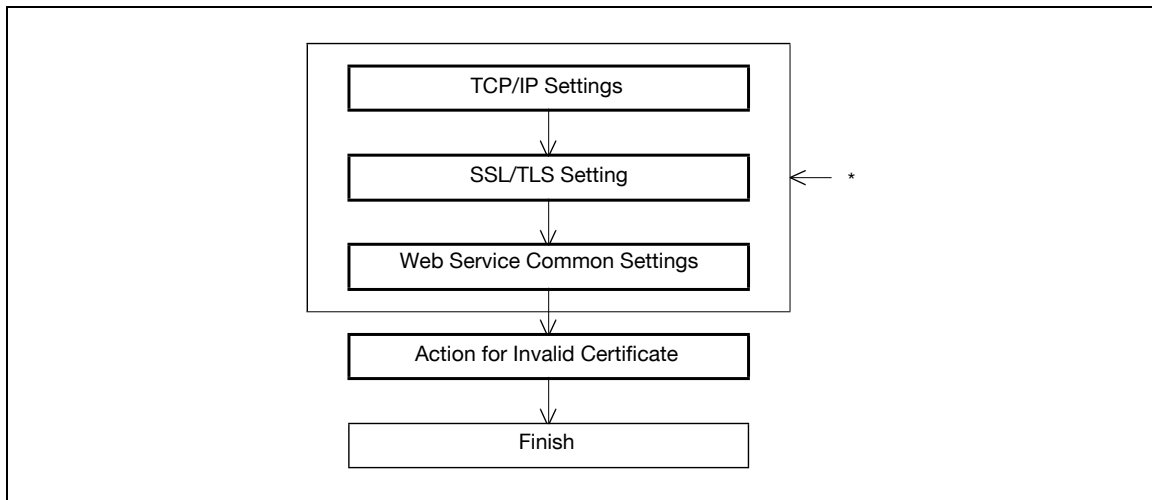 TCP/IP Settings
SSL/TLS Setting
*
Web Service Common Settings
Action for Invalid Certificate
Finish